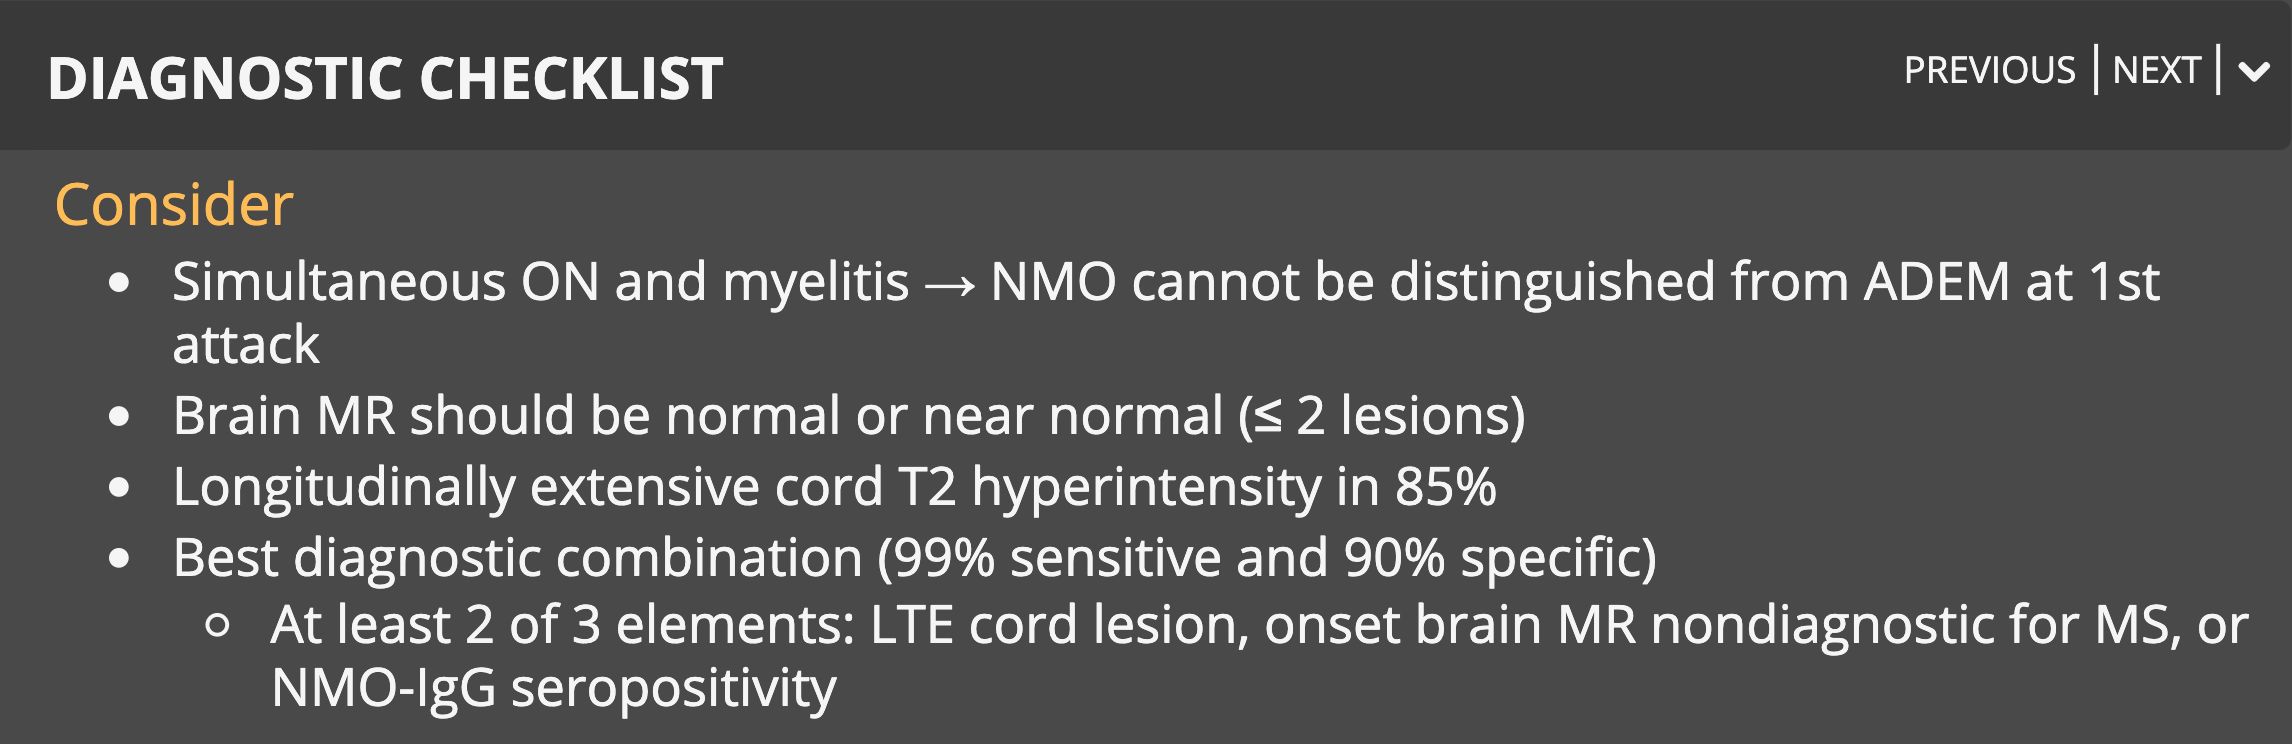 DIAGNOSTIC CHECKLIST
PREVIOUS | NEXT |
Consider
• Simultaneous ON and myelitis → NMO cannot be distinguished from ADEM at 1st
attack
• Brain MR should be normal or near normal (≤ 2 lesions)
• Longitudinally extensive cord T2 hyperintensity in 85%
• Best diagnostic combination (99% sensitive and 90% specific)
○ At least 2 of 3 elements: LTE cord lesion, onset brain MR nondiagnostic for MS, or
NMO-IgG seropositivity